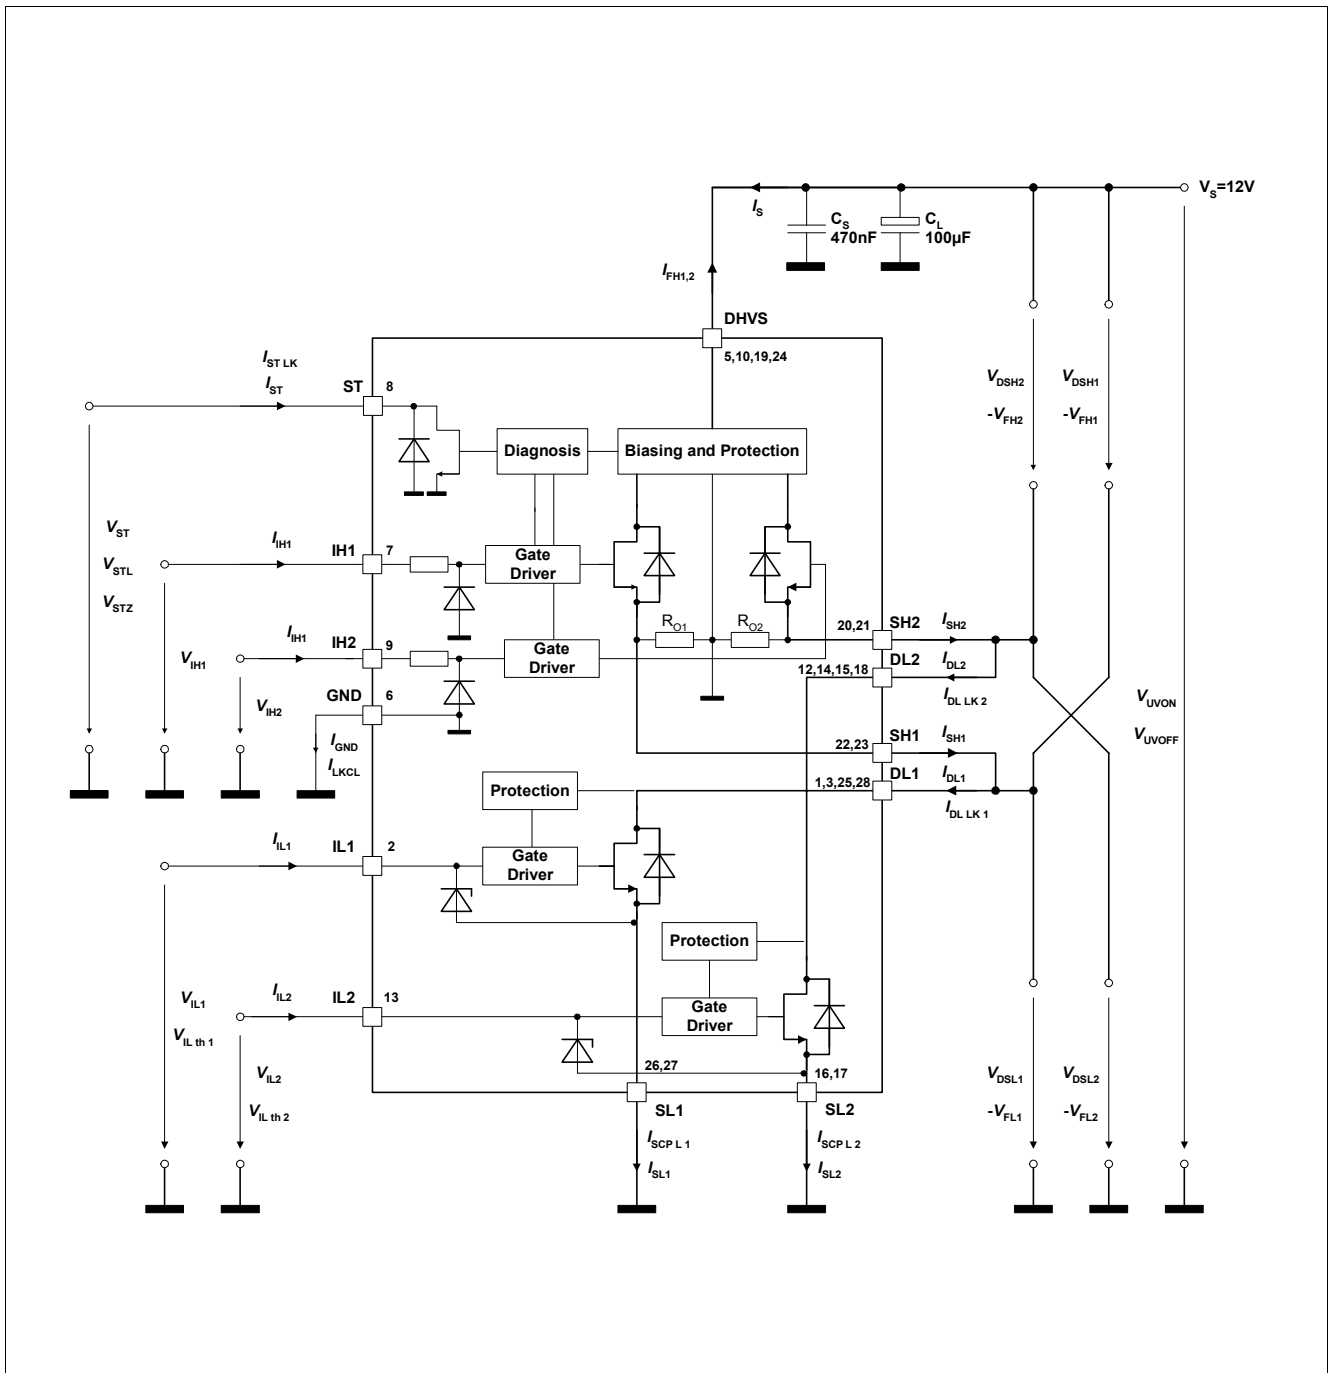 V_S=12V
I_S
C_S
470nF
C_L
100µF
I_FH1,2
DHVS
5,10,19,24
I_ST LK
I_ST
ST
8
V_DSH2
-V_FH2
V_DSH1
-V_FH1
Diagnosis
Biasing and Protection
V_ST
V_STL
V_STZ
I_IH1
IH1
7
Gate
Driver
R_O1
R_O2
20,21
SH2
I_SH2
I_IH1
IH2
9
Gate
Driver
V_IH1
DL2
I_DL2
12,14,15,18
I_DL LK 2
GND
6
V_IH2
V_UVON
V_UVOFF
I_GND
I_LKCL
SH1
I_SH1
22,23
DL1
I_DL1
1,3,25,28
I_DL LK 1
Protection
I_IL1
IL1
2
Gate
Driver
Protection
V_IL1
V_IL th 1
I_IL2
IL2
13
Gate
Driver
26,27
16,17
V_IL2
V_IL th 2
V_DSL1
-V_FL1
V_DSL2
-V_FL2
SL1
SL2
I_SCP L 1
I_SL1
I_SCP L 2
I_SL2